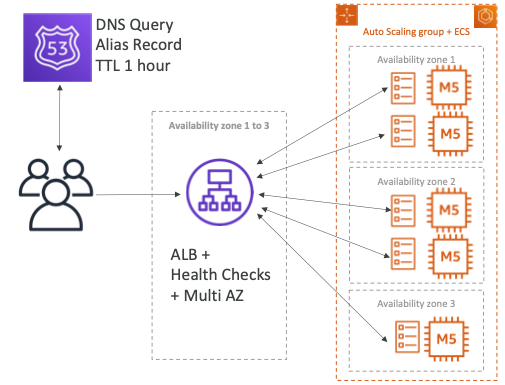 53
DNS Query
Alias Record
TTL 1 hour
Auto Scaling group + ECS
Availability zone 1
M5
M5
Availability zone 1 to 3
Availability zone 2
M5
M5
ALB +
Health Checks
+ Multi AZ
Availability zone 3
M5